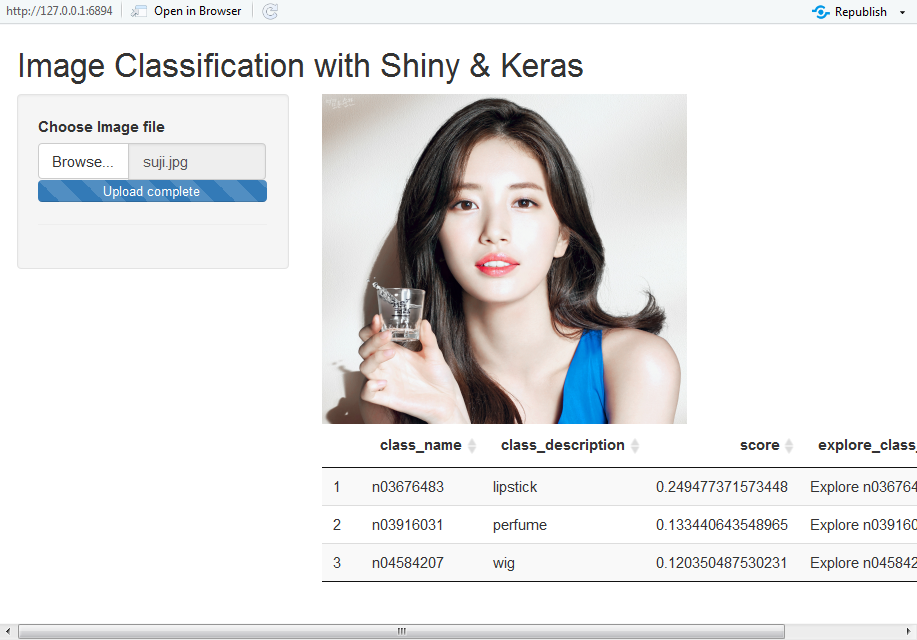 http://127.0.0.1:6894 Open in Browser Republish
Image Classification with Shiny & Keras
Choose Image file
Browse... suji.jpg
Upload complete
class_name class_description score explore_class_
1 n03676483 lipstick 0.249477371573448 Explore n036764
2 n03916031 perfume 0.133440643548965 Explore n039160
3 n04584207 wig 0.120350487530231 Explore n045842